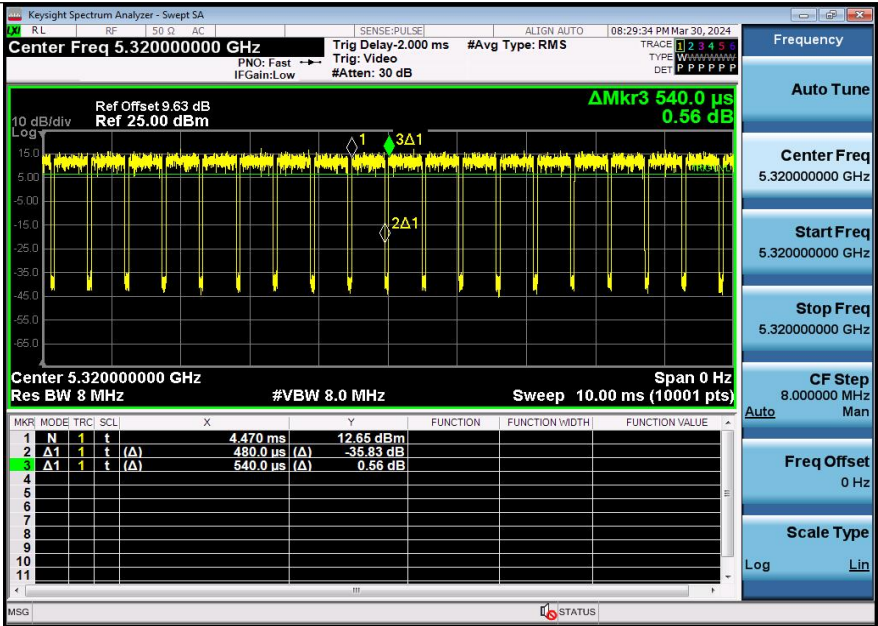 Keysight Spectrum Analyzer - Swept SA
LXI RL RF 50 Ω AC SENSE:PULSE ALIGN AUTO 08:29:34 PM Mar 30, 2024
Center Freq 5.320000000 GHz
PNO: Fast
IFGain:Low
Trig Delay-2.000 ms
Trig: Video
#Atten: 30 dB
#Avg Type: RMS
TRACE 1 2 3 4 5 6
TYPE WWWWWW
DET P P P P P P
Ref Offset 9.63 dB
10 dB/div Ref 25.00 dBm
Log
ΔMkr3 540.0 µs
0.56 dB
1 3Δ1
2Δ1
15.0
5.00
-5.00
-15.0
-25.0
-35.0
-45.0
-55.0
-65.0
Center 5.320000000 GHz Span 0 Hz
Res BW 8 MHz #VBW 8.0 MHz Sweep 10.00 ms (10001 pts)
MKR MODE TRC SCL X Y FUNCTION FUNCTION WIDTH FUNCTION VALUE
1 N 1 t 4.470 ms 12.65 dBm
2 Δ1 1 t (Δ) 480.0 µs (Δ) -35.83 dB
3 Δ1 1 t (Δ) 540.0 µs (Δ) 0.56 dB
4
5
6
7
8
9
10
11
MSG STATUS
Frequency
Auto Tune
Center Freq
5.320000000 GHz
Start Freq
5.320000000 GHz
Stop Freq
5.320000000 GHz
CF Step
8.000000 MHz
Auto Man
Freq Offset
0 Hz
Scale Type
Log Lin